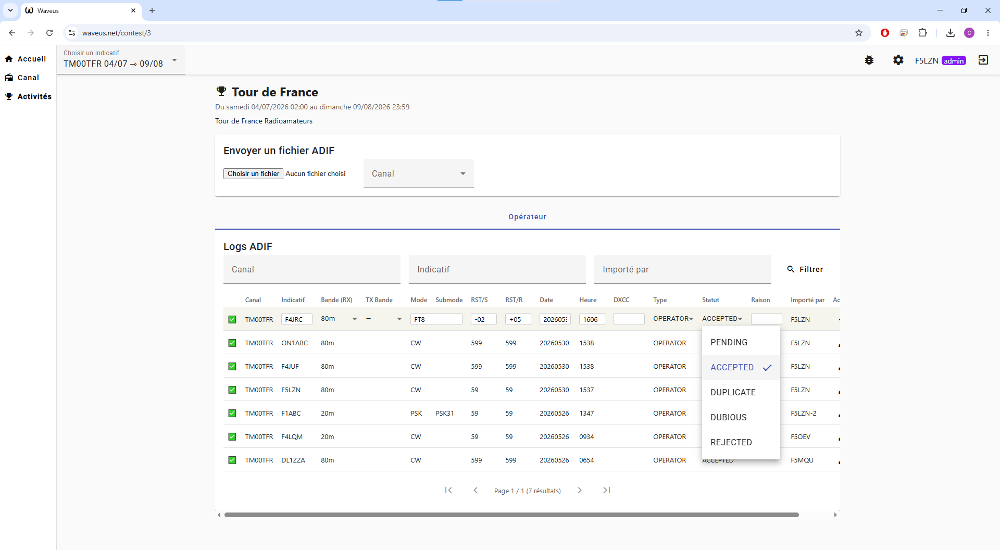 Waveus
waveus.net/contest/3
C
Accueil
Canal
Activités
Choisir un indicatif
TM00TFR 04/07 → 09/08
F5LZN admin
Tour de France
Du samedi 04/07/2026 02:00 au dimanche 09/08/2026 23:59
Tour de France Radioamateurs
Envoyer un fichier ADIF
Choisir un fichier Aucun fichier choisi Canal
Opérateur
Logs ADIF
Canal Indicatif Importé par Filtrer
Canal Indicatif Bande (RX) TX Bande Mode Submode RST/S RST/R Date Heure DXCC Type Statut Raison Importé par Ac
TM00TFR F4JRC 80m – FT8 -02 +05 2026053 1606 OPERATOR ACCEPTED F5LZN
TM00TFR ON1ABC 80m CW 599 599 20260530 1538 OPERATOR F5LZN
TM00TFR F4JUF 80m CW 599 599 20260530 1538 OPERATOR F5LZN
TM00TFR F5LZN 80m CW 59 59 20260530 1537 OPERATOR F5LZN
TM00TFR F1ABC 20m PSK PSK31 59 59 20260526 1347 OPERATOR F5LZN-2
TM00TFR F4LQM 20m CW 59 59 20260526 0934 OPERATOR F5OEV
TM00TFR DL1ZZA 80m CW 599 599 20260526 0654 OPERATOR ACCEPTED F5MQU
PENDING
ACCEPTED
DUPLICATE
DUBIOUS
REJECTED
Page 1 / 1 (7 résultats)